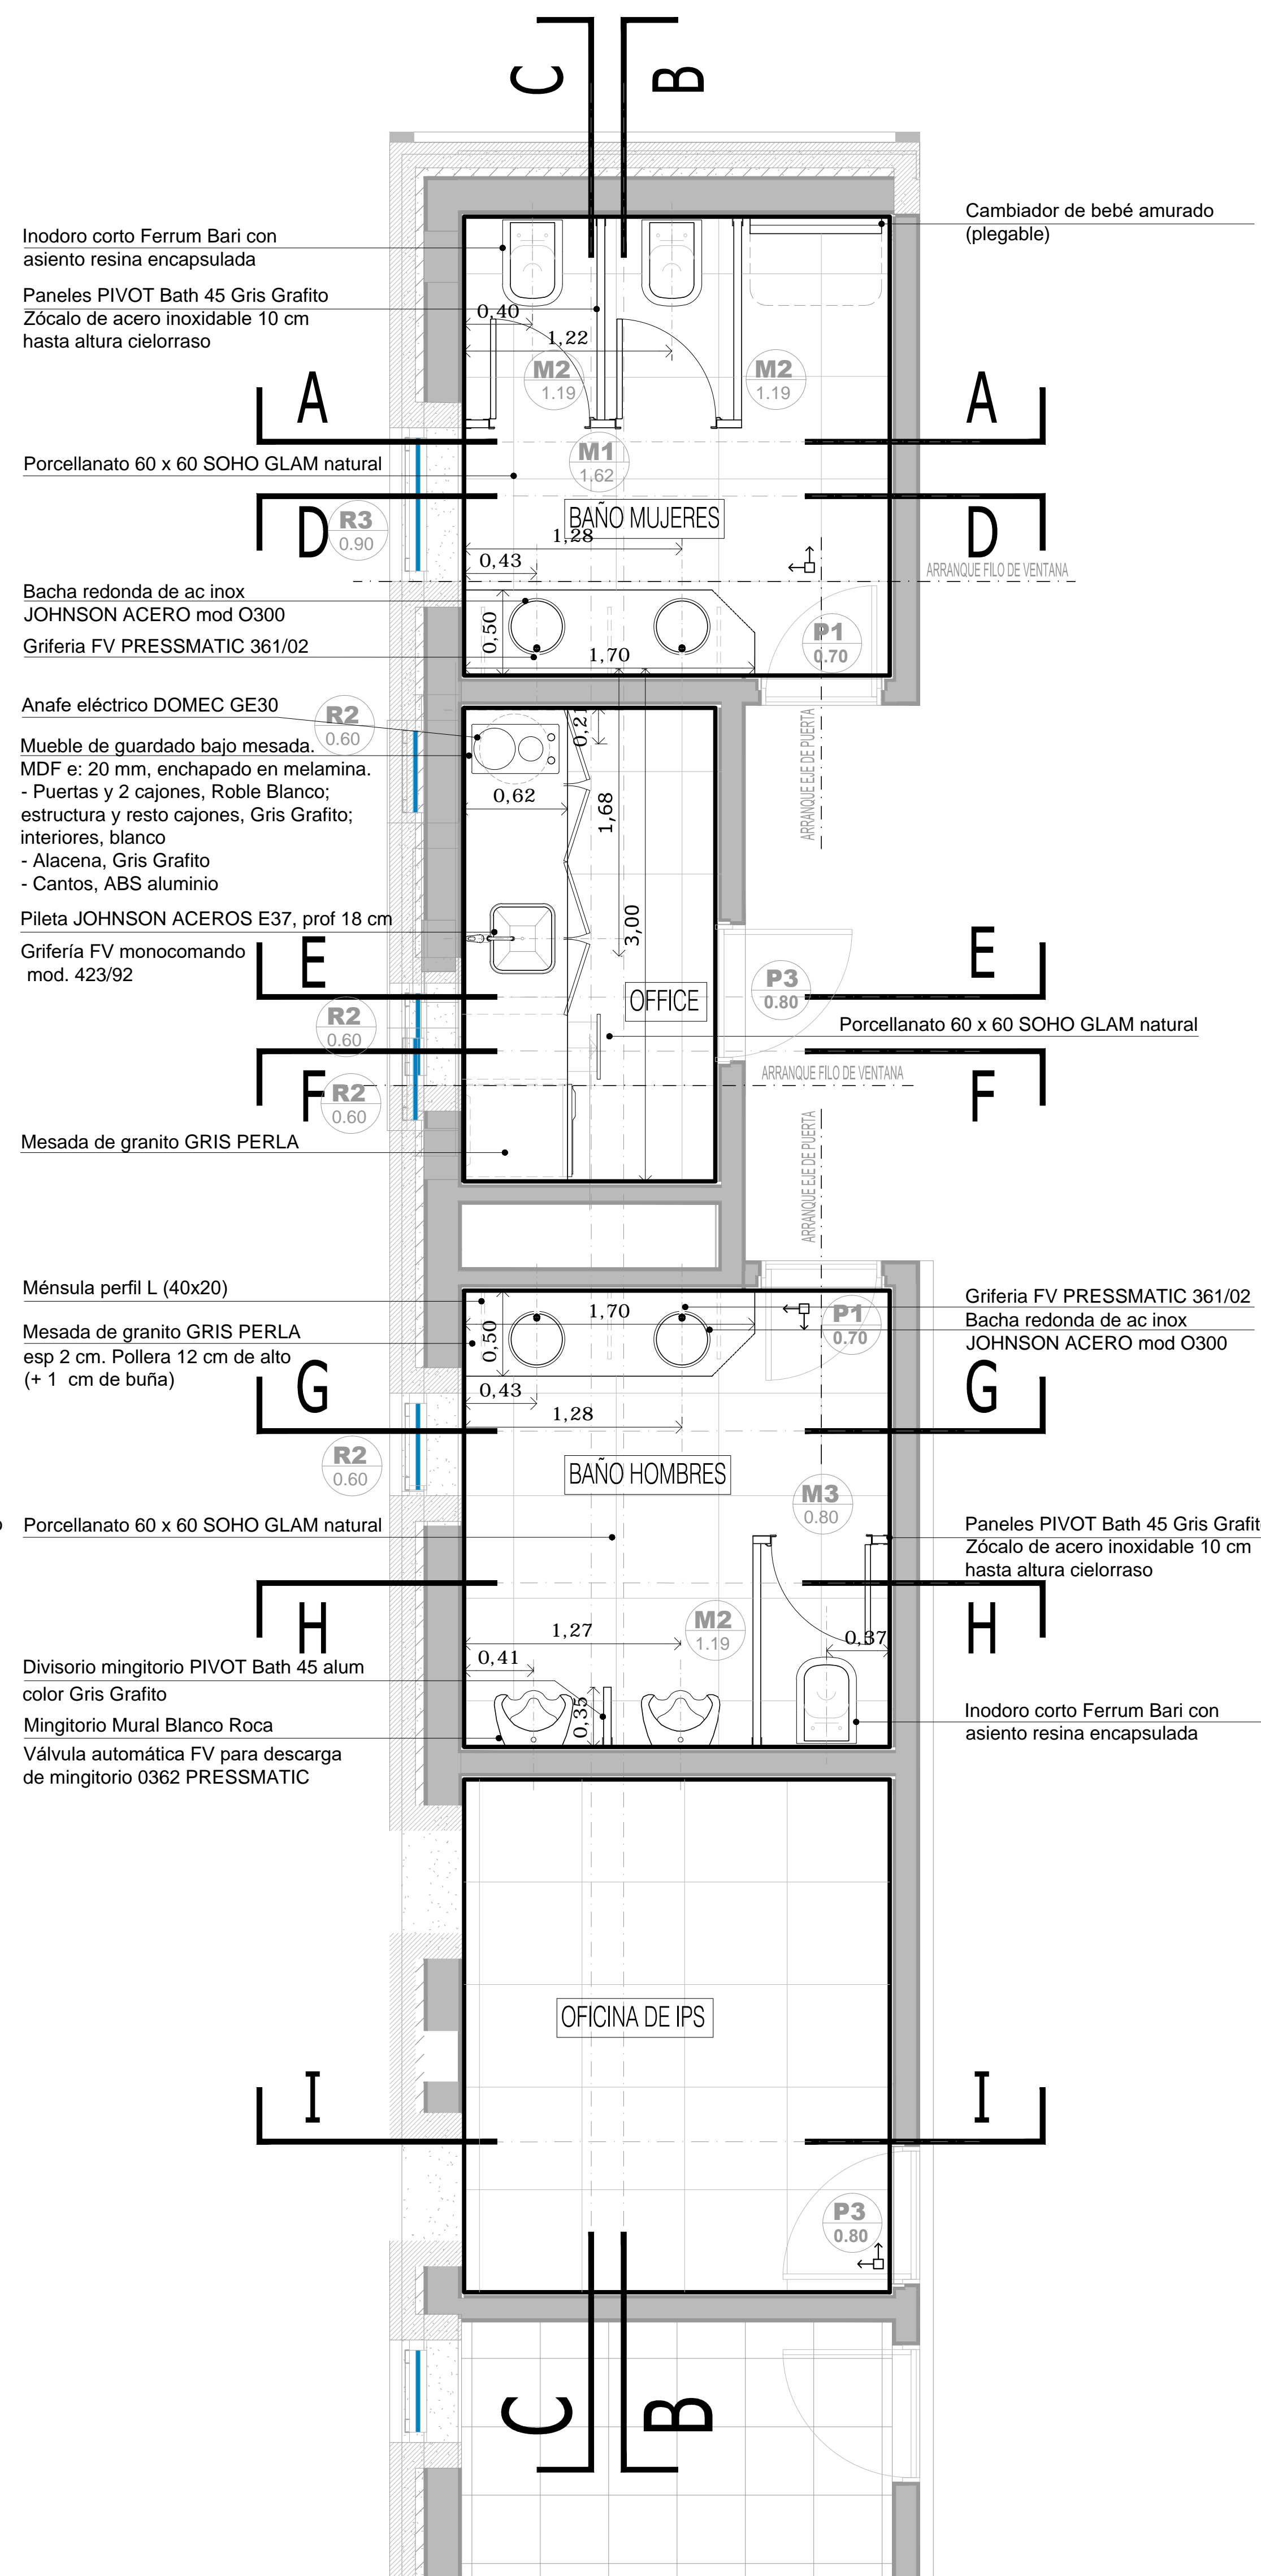 C
B
Inodoro corto Ferrum Bari con
asiento resina encapsulada
Cambiador de bebé amurado
(plegable)
Paneles PIVOT Bath 45 Gris Grafito
Zócalo de acero inoxidable 10 cm
hasta altura cielorraso
0,40
1,22
M2
1.19
M2
1.19
A
A
Porcellanato 60 x 60 SOHO GLAM natural
M1
1.62
D
D
R3
0.90
BAÑO MUJERES
1,28
0,43
ARRANQUE FILO DE VENTANA
Bacha redonda de ac inox
JOHNSON ACERO mod O300
Griferia FV PRESSMATIC 361/02
0,50
1,70
P1
0.70
Anafe eléctrico DOMEC GE30
R2
0.60
0,21
Mueble de guardado bajo mesada.
MDF e: 20 mm, enchapado en melamina.
- Puertas y 2 cajones, Roble Blanco;
estructura y resto cajones, Gris Grafito;
interiores, blanco
- Alacena, Gris Grafito
- Cantos, ABS aluminio
0,62
1,68
ARRANQUE EJE DE PUERTA
3,00
Pileta JOHNSON ACEROS E37, prof 18 cm
Grifería FV monocomando
mod. 423/92
E
E
P3
0.80
OFFICE
R2
0.60
Porcellanato 60 x 60 SOHO GLAM natural
F
F
R2
0.60
ARRANQUE FILO DE VENTANA
ARRANQUE EJE DE PUERTA
Mesada de granito GRIS PERLA
Ménsula perfil L (40x20)
Mesada de granito GRIS PERLA
esp 2 cm. Pollera 12 cm de alto
(+ 1 cm de buña)
0,50
1,70
P1
0.70
Griferia FV PRESSMATIC 361/02
Bacha redonda de ac inox
JOHNSON ACERO mod O300
0,43
1,28
G
G
R2
0.60
BAÑO HOMBRES
M3
0.80
o
Porcellanato 60 x 60 SOHO GLAM natural
Paneles PIVOT Bath 45 Gris Grafit
Zócalo de acero inoxidable 10 cm
hasta altura cielorraso
H
H
M2
1.19
1,27
0,37
0,41
0,35
Divisorio mingitorio PIVOT Bath 45 alum
color Gris Grafito
Mingitorio Mural Blanco Roca
Válvula automática FV para descarga
de mingitorio 0362 PRESSMATIC
Inodoro corto Ferrum Bari con
asiento resina encapsulada
OFICINA DE IPS
I
I
P3
0.80
C
B